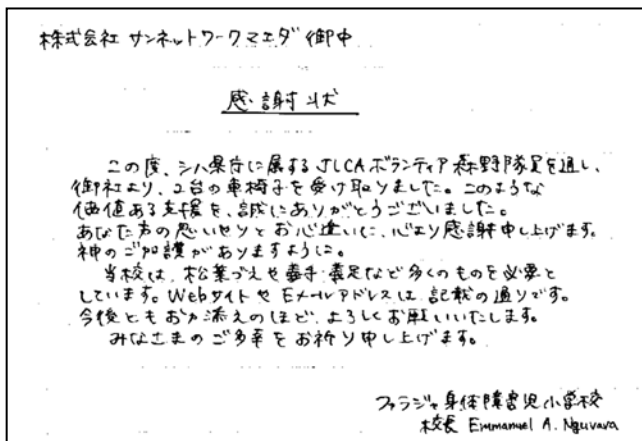 株式会社 サンネットワークマエダ 御中
感謝状
この度、シハ県庁に属するJICAボランティア森野隊員を通し、
御社より、2台の車椅子を受け取りました。このような
価値ある支援を、誠にありがとうございました。
あなた方の思いやりとお心遣いに、心より感謝申し上げます。
神のご加護がありますように。
当校は、松葉づえや義手・義足など多くのものを必要と
しています。WebサイトやEメールアドレスは、記載の通りです。
今後ともお力添えのほど、よろしくお願いいたします。
みなさまのご多幸をお祈り申し上げます。
ファラジャ身体障害児小学校
校長 Emmanuel A. Nguvava